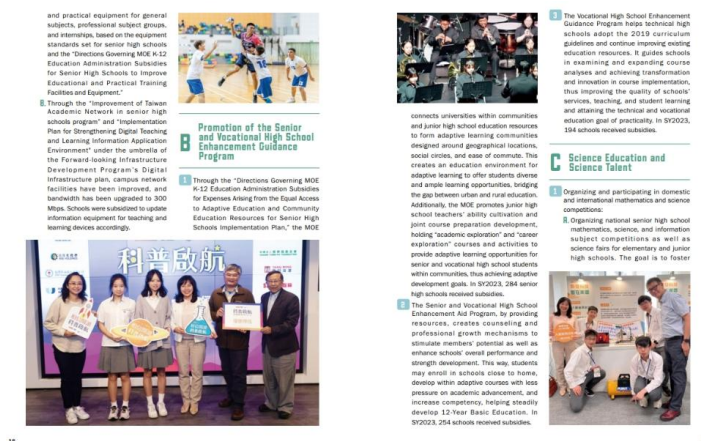 and practical equipment for general
subjects, professional subject groups,
and internships, based on the equipment
standards set for senior high schools
and the "Directions Governing MOE K-12
Education Administration Subsidies
for Senior High Schools to Improve
Educational and Practical Training
Facilities and Equipment."
B. Through the "Improvement of Taiwan
Academic Network in senior high
schools program" and "Implementation
Plan for Strengthening Digital Teaching
and Learning Information Application
Environment" under the umbrella of
the Forward-looking Infrastructure
Development Program's Digital
Infrastructure plan, campus network
facilities have been improved, and
bandwidth has been upgraded to 300
Mbps. Schools were subsidized to update
information equipment for teaching and
learning devices accordingly.
B Promotion of the Senior
and Vocational High School
Enhancement Guidance
Program
1 Through the "Directions Governing MOE
K-12 Education Administration Subsidies
for Expenses Arising from the Equal Access
to Adaptive Education and Community
Education Resources for Senior High
Schools Implementation Plan," the MOE
科普啟航
connects universities within communities
and junior high school education resources
to form adaptive learning communities
designed around geographical locations,
social circles, and ease of commute. This
creates an education environment for
adaptive learning to offer students diverse
and ample learning opportunities, bridging
the gap between urban and rural education.
Additionally, the MOE promotes junior high
school teachers' ability cultivation and
joint course preparation development,
holding "academic exploration" and "career
exploration" courses and activities to
provide adaptive learning opportunities for
senior and vocational high school students
within communities, thus achieving adaptive
development goals. In SY2023, 284 senior
high schools received subsidies.
2 The Senior and Vocational High School
Enhancement Aid Program, by providing
resources, creates counseling and
professional growth mechanisms to
stimulate members' potential as well as
enhance schools' overall performance and
strength development. This way, students
may enroll in schools close to home,
develop within adaptive courses with less
pressure on academic advancement, and
increase competency, helping steadily
develop 12-Year Basic Education. In
SY2023, 254 schools received subsidies.
3 The Vocational High School Enhancement
Guidance Program helps technical high
schools adopt the 2019 curriculum
guidelines and continue improving existing
education resources. It guides schools
in examining and expanding course
analyses and achieving transformation
and innovation in course implementation,
thus improving the quality of schools'
services, teaching, and student learning
and attaining the technical and vocational
education goal of practicality. In SY2023,
194 schools received subsidies.
C Science Education and
Science Talent
1 Organizing and participating in domestic
and international mathematics and science
competitions:
A. Organizing national senior high school
mathematics, science, and information
subject competitions as well as
science fairs for elementary and junior
high schools. The goal is to foster